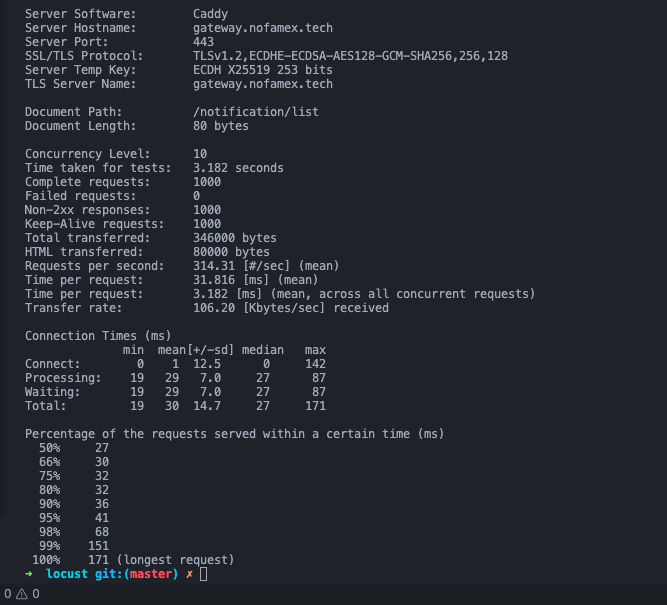 Server Software:        Caddy
Server Hostname:        gateway.nofamex.tech
Server Port:            443
SSL/TLS Protocol:       TLSv1.2,ECDHE-ECDSA-AES128-GCM-SHA256,256,128
Server Temp Key:        ECDH X25519 253 bits
TLS Server Name:        gateway.nofamex.tech

Document Path:          /notification/list
Document Length:        80 bytes

Concurrency Level:      10
Time taken for tests:   3.182 seconds
Complete requests:      1000
Failed requests:        0
Non-2xx responses:      1000
Keep-Alive requests:    1000
Total transferred:      346000 bytes
HTML transferred:       80000 bytes
Requests per second:    314.31 [#/sec] (mean)
Time per request:       31.816 [ms] (mean)
Time per request:       3.182 [ms] (mean, across all concurrent requests)
Transfer rate:          106.20 [Kbytes/sec] received

Connection Times (ms)
              min  mean[+/-sd] median   max
Connect:        0    1  12.5      0     142
Processing:    19   29   7.0     27      87
Waiting:       19   29   7.0     27      87
Total:         19   30  14.7     27     171

Percentage of the requests served within a certain time (ms)
  50%     27
  66%     30
  75%     32
  80%     32
  90%     36
  95%     41
  98%     68
  99%    151
 100%    171 (longest request)
➜  locust git:(master) ✗
0 ⚠ 0